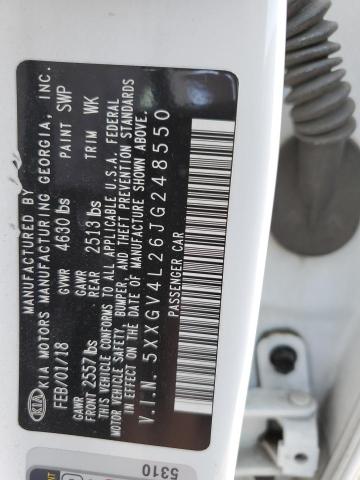 MANUFACTURED BY
KIA KIA MOTORS MANUFACTURING GEORGIA, INC.
FEB/01/18 GVWR 4630 lbs PAINT SWP
GAWR FRONT 2557 lbs GAWR REAR 2513 lbs TRIM WK
THIS VEHICLE CONFORMS TO ALL APPLICABLE U.S.A. FEDERAL
MOTOR VEHICLE SAFETY, BUMPER, AND THEFT PREVENTION STANDARDS
IN EFFECT ON THE DATE OF MANUFACTURE SHOWN ABOVE.
V.I.N. 5XXGV4L26JG248550
PASSENGER CAR
5310